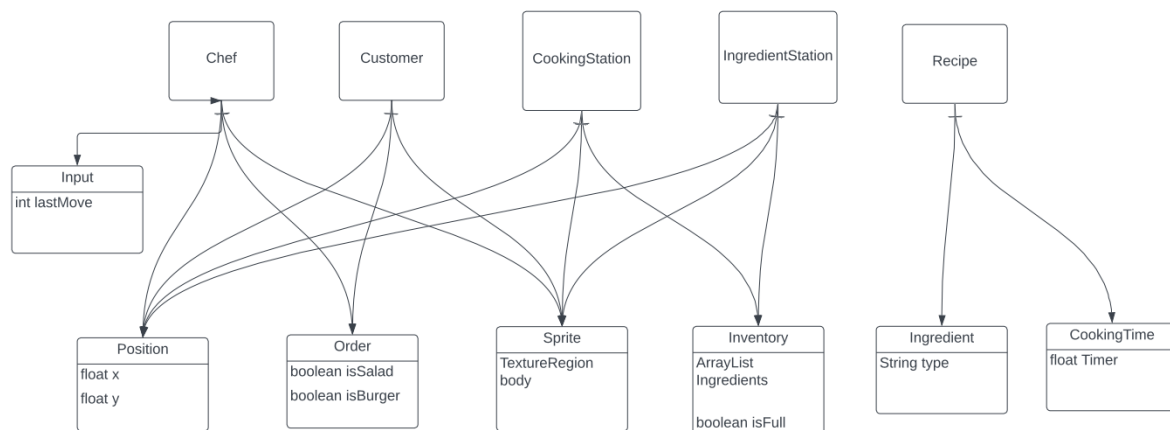 Chef
Customer
CookingStation
IngredientStation
Recipe
Input
int lastMove
Position
float x
float y
Order
boolean isSalad
boolean isBurger
Sprite
TextureRegion
body
Inventory
ArrayList
Ingredients
boolean isFull
Ingredient
String type
CookingTime
float Timer